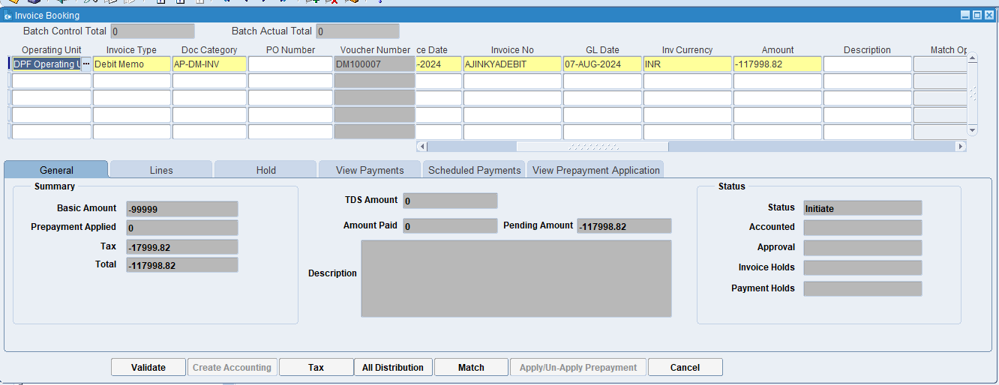 Invoice Booking
Batch Control Total 0 Batch Actual Total 0
Operating Unit Invoice Type Doc Category PO Number Voucher Number ce Date Invoice No GL Date Inv Currency Amount Description Match Op
DPF Operating U ... Debit Memo AP-DM-INV DM100007 -2024 AJINKYADEBIT 07-AUG-2024 INR -117998.82
General Lines Hold View Payments Scheduled Payments View Prepayment Application
Summary
Basic Amount -99999
Prepayment Applied 0
Tax -17999.82
Total -117998.82
TDS Amount 0
Amount Paid 0 Pending Amount -117998.82
Description
Status
Status Initiate
Accounted
Approval
Invoice Holds
Payment Holds
Validate Create Accounting Tax All Distribution Match Apply/Un-Apply Prepayment Cancel